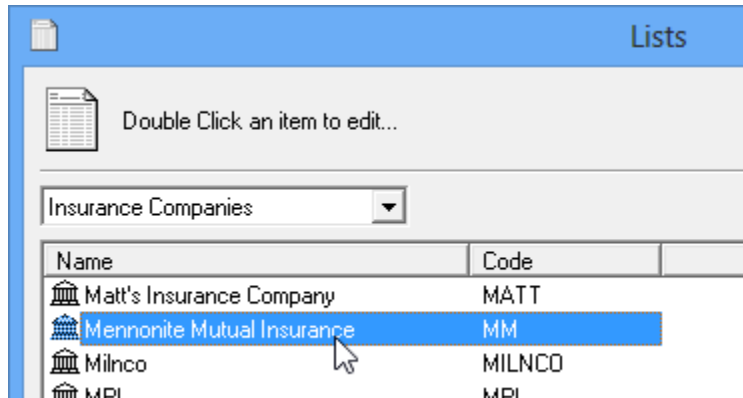 Lists
Double Click an item to edit...
Insurance Companies
Name Code
Matt's Insurance Company MATT
Mennonite Mutual Insurance MM
Milnco MILNCO